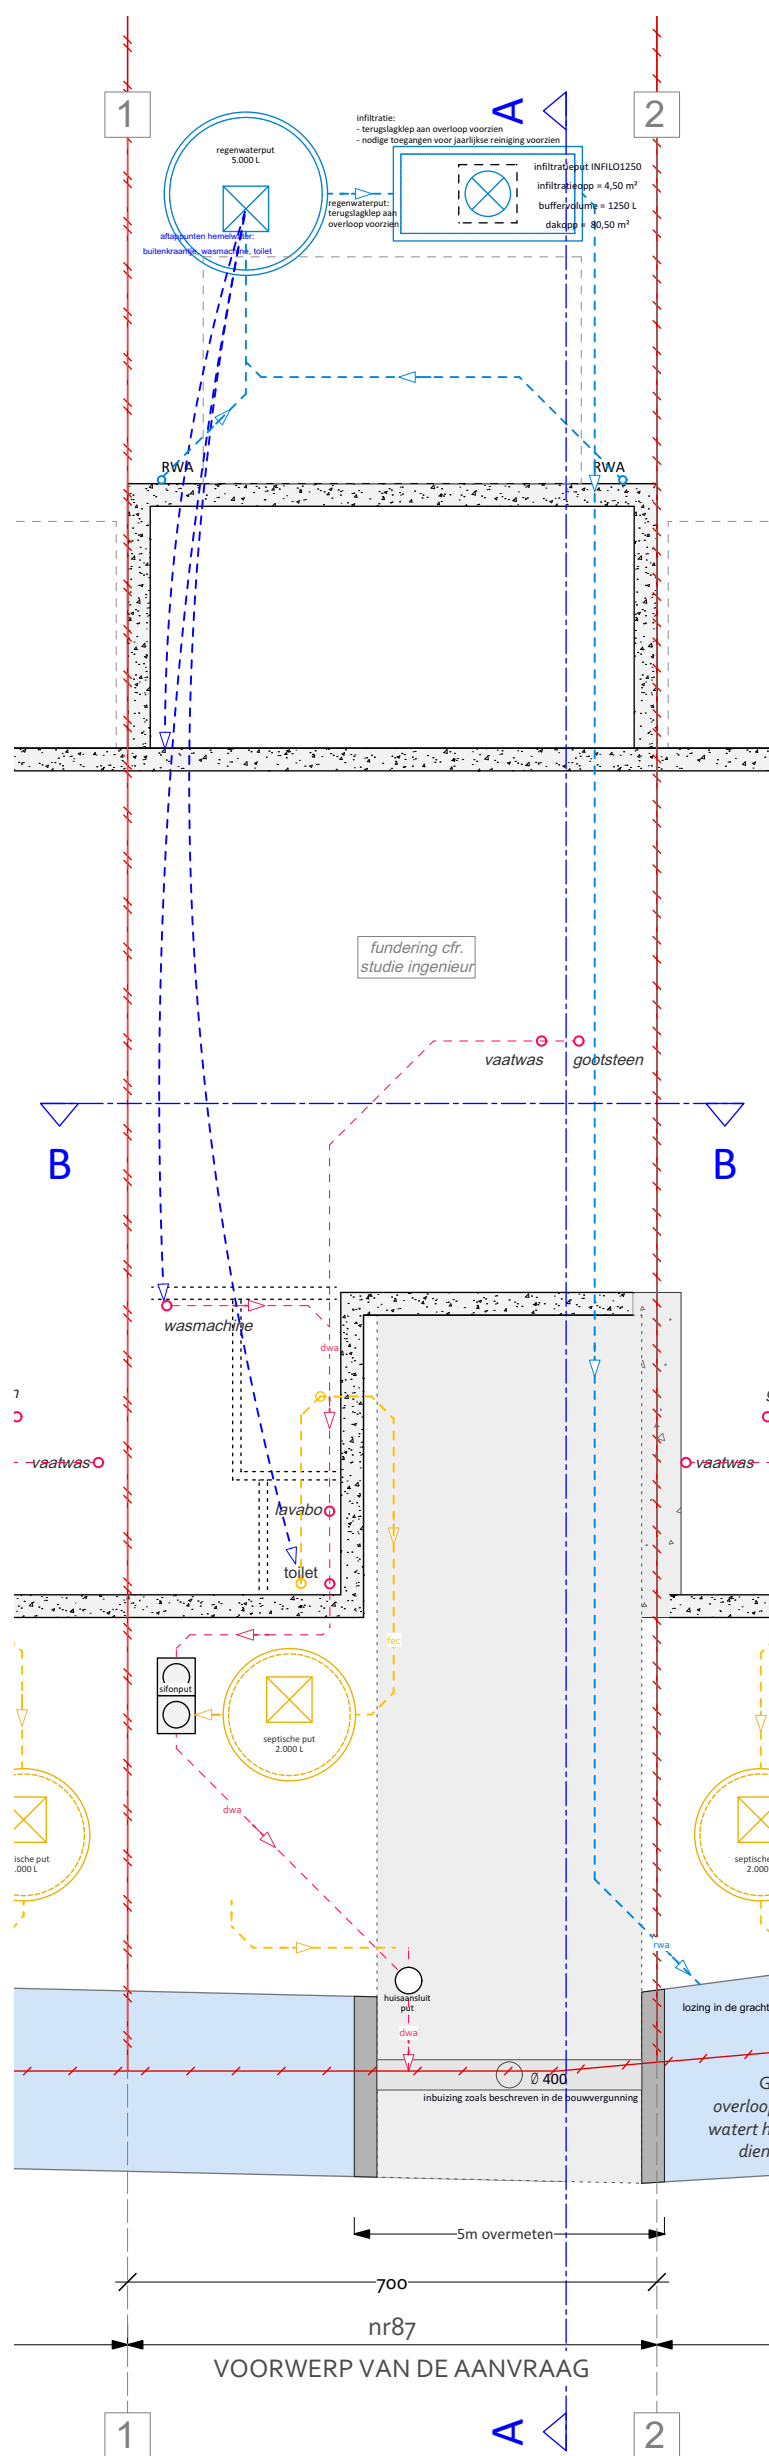 1
A
2
infiltratie:
- terugslagklep aan overloop voorzien
- nodige toegangen voor jaarlijkse reiniging voorzien
regenwaterput
5.000 L
infiltratieput INFILO1250
infiltratieopp = 4,50 m²
buffervolume = 1250 L
dakopp = 80,50 m²
regenwaterput:
terugslagklep aan
overloop voorzien
aftappunten hemelwater:
buitenkraantje, wasmachine, toilet
RWA
RWA
fundering cfr.
studie ingenieur
vaatwas
gootsteen
B
B
wasmachine
dwa
vaatwas
vaatwas
lavabo
toilet
fec
sifonput
septische put
2.000 L
dwa
rwa
huisaansluit
put
lozing in de gracht
dwa
Ø 400
inbuizing zoals beschreven in de bouwvergunning
watert h
5m overmeten
700
nr87
VOORWERP VAN DE AANVRAAG
1
A
2